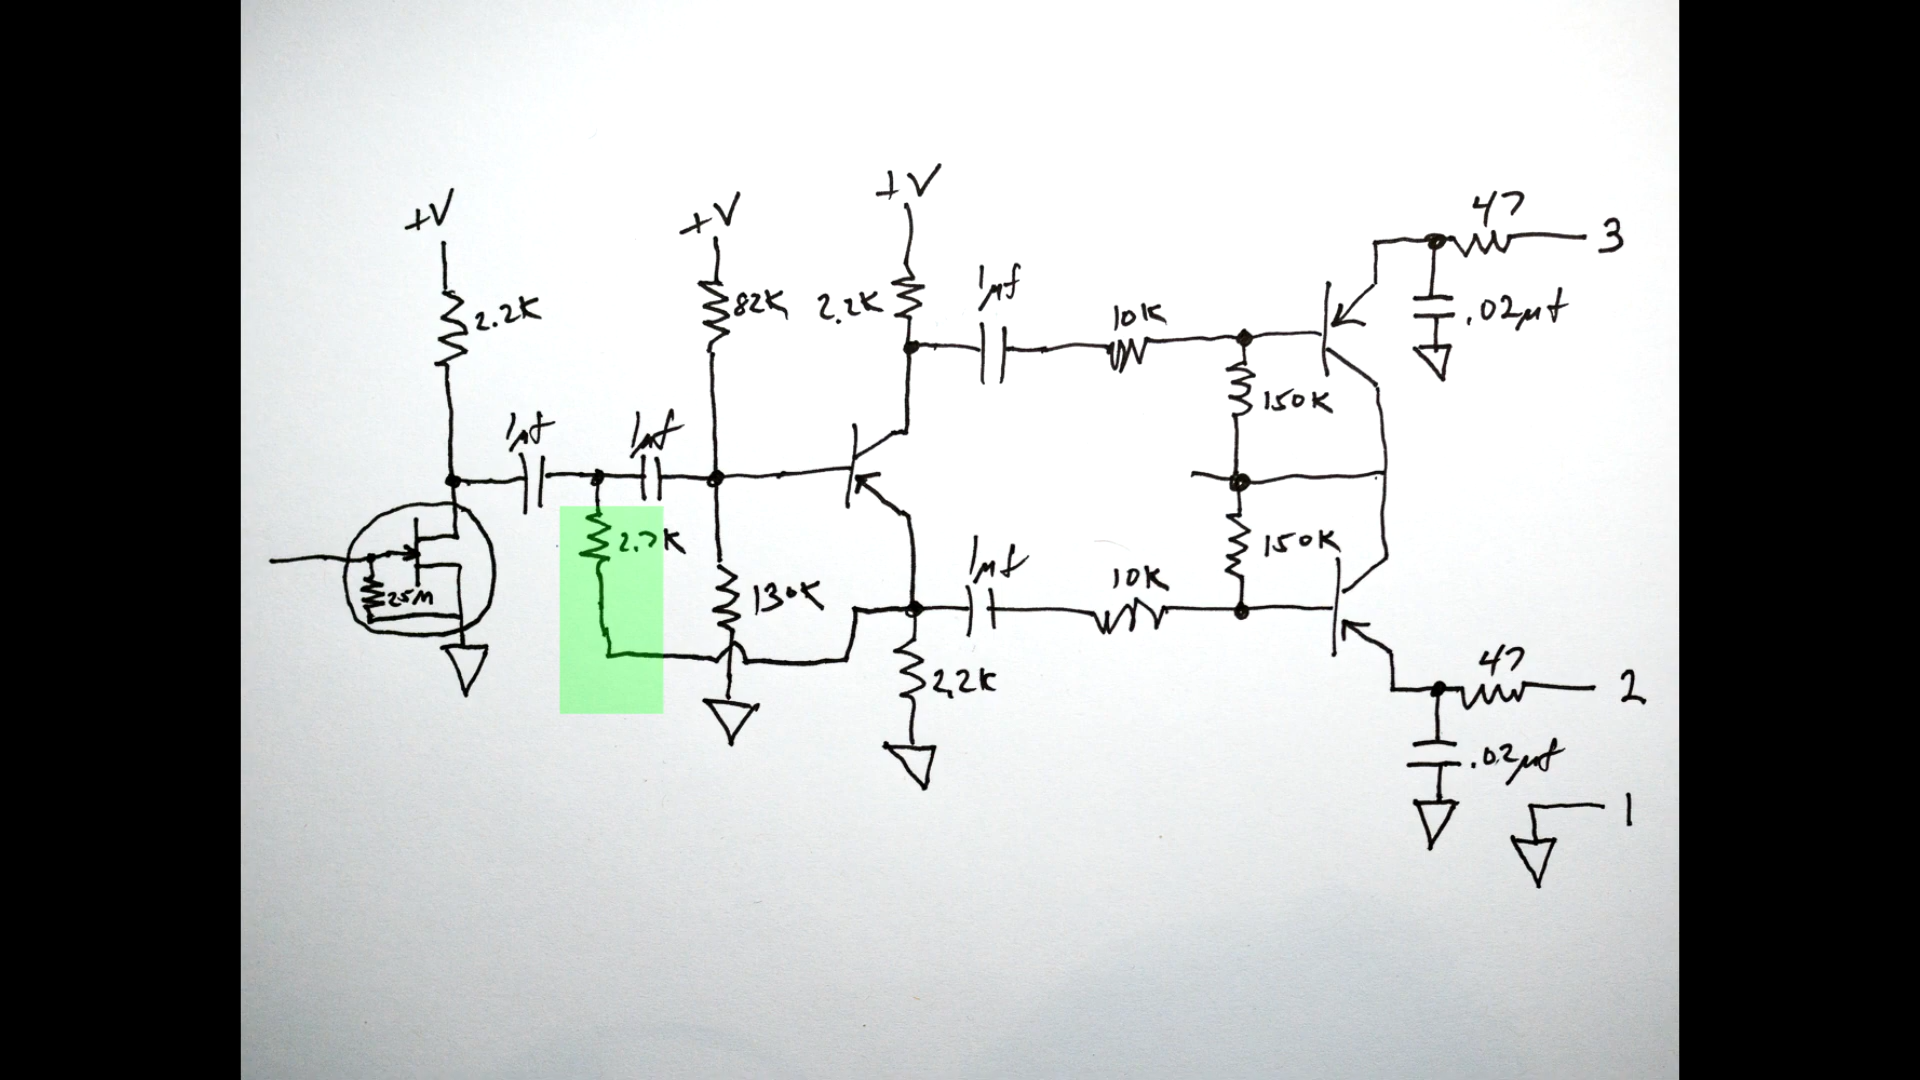 +V
+V
+V
47
3
2.2K
82K
2.2K
1µf
10K
.02µf
150K
1µf
1µf
150K
2.7K
25M
130K
1µf
10K
2.2K
47
2
.02µf
1